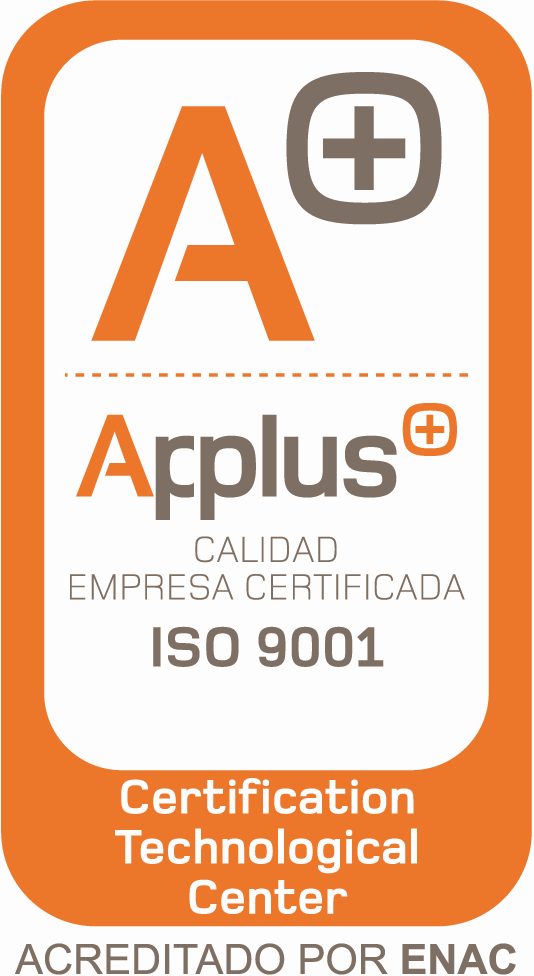 A+
Applus+
CALIDAD
EMPRESA CERTIFICADA
ISO 9001
Certification
Technological
Center
ACREDITADO POR ENAC